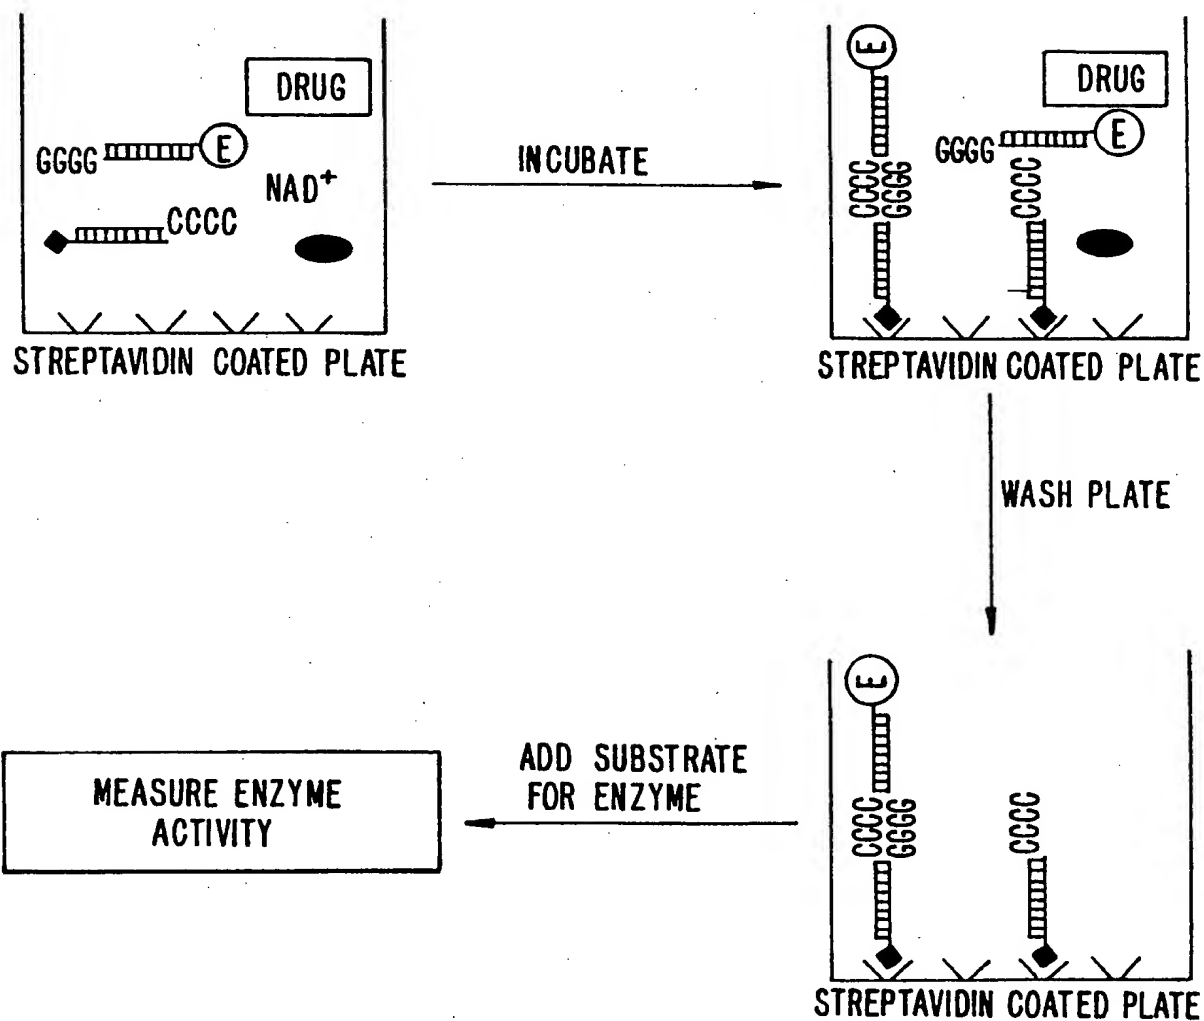 DRUG
GGGG E
NAD+
CCCC
STREPTAVIDIN COATED PLATE
INCUBATE
E
DRUG
GGGG E
CCCC GGGG
CCCC
STREPTAVIDIN COATED PLATE
WASH PLATE
E
CCCC GGGG
CCCC
STREPTAVIDIN COATED PLATE
ADD SUBSTRATE
FOR ENZYME
MEASURE ENZYME
ACTIVITY